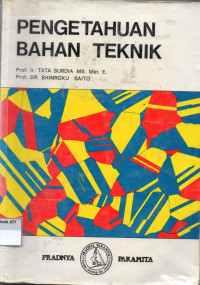 PENGETAHUAN
BAHAN TEKNIK
Prof. Ir. TATA SURDIA MS. Met. E.
Prof. DR. SHINROKU SAITO
PRADNYA
PARAMITA